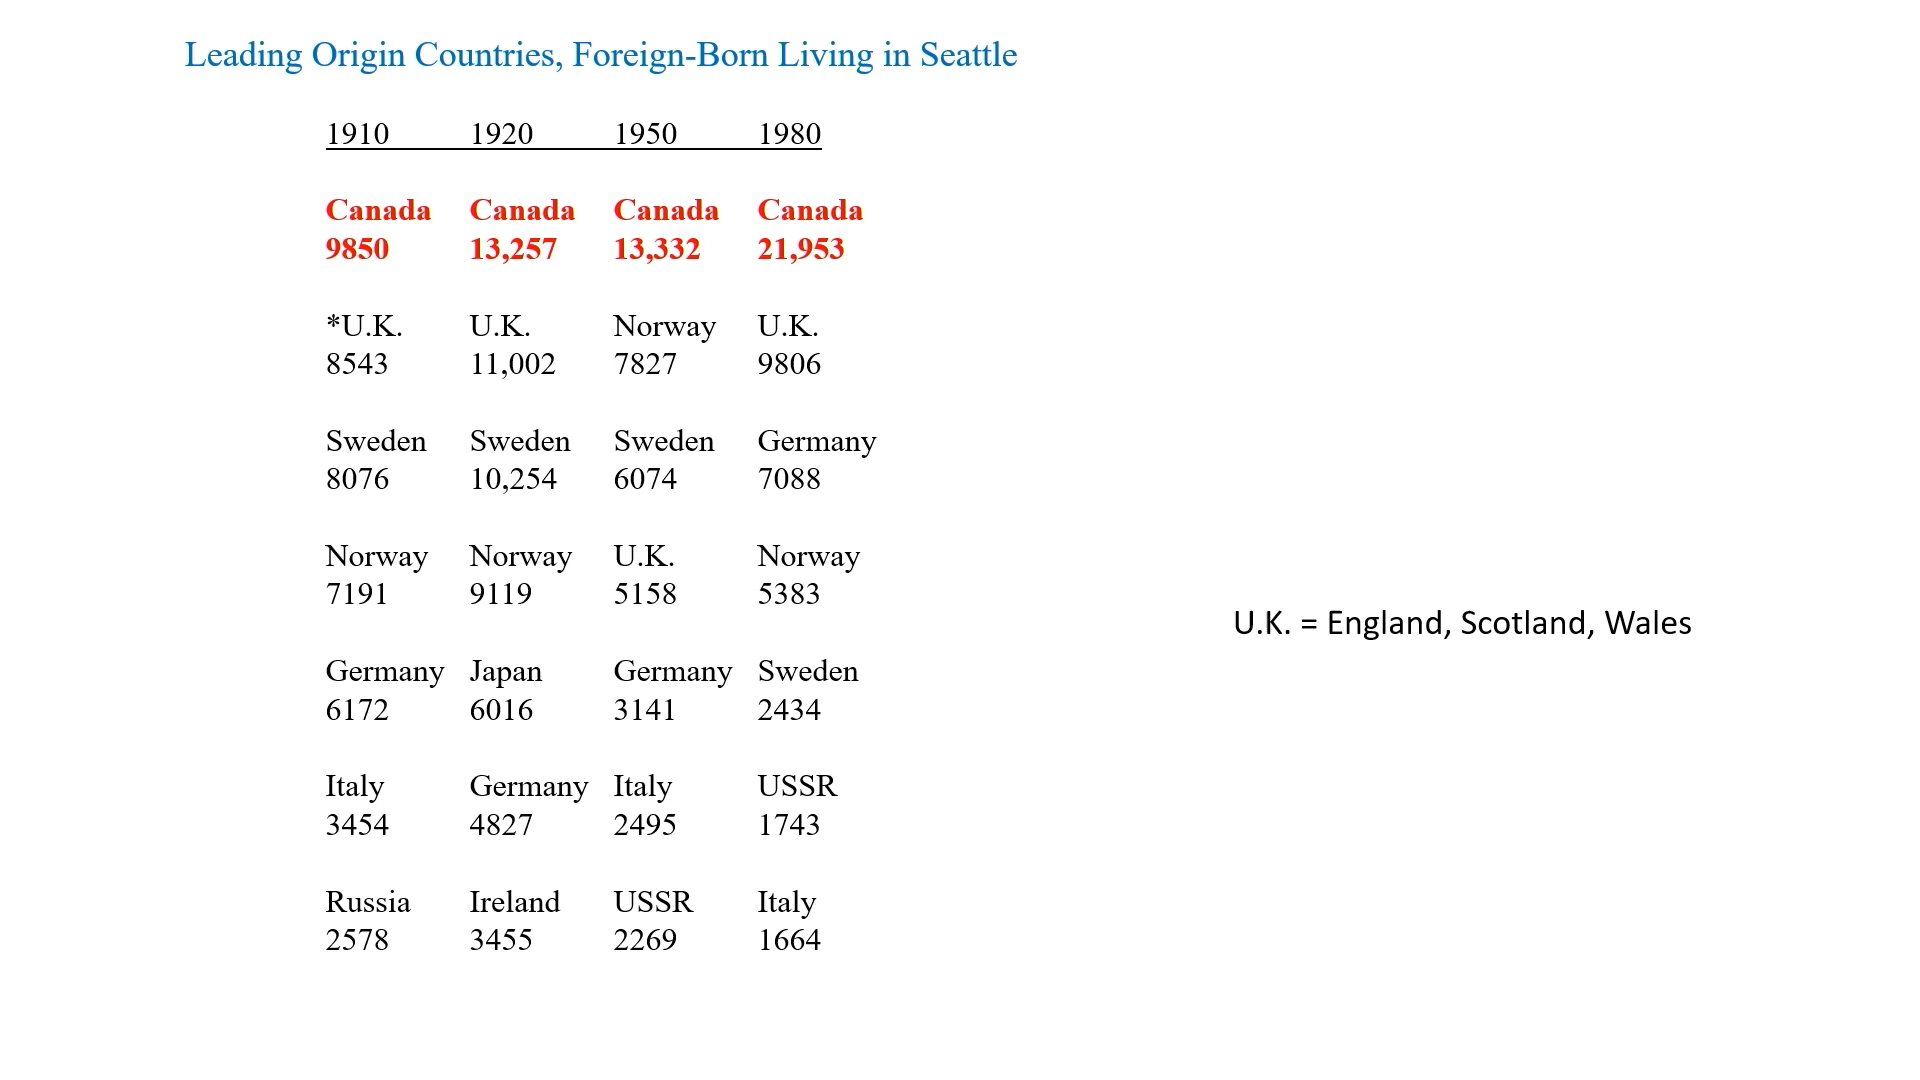 Leading Origin Countries, Foreign-Born Living in Seattle
1910 1920 1950 1980
Canada Canada Canada Canada
9850 13,257 13,332 21,953
*U.K. U.K. Norway U.K.
8543 11,002 7827 9806
Sweden Sweden Sweden Germany
8076 10,254 6074 7088
Norway Norway U.K. Norway
7191 9119 5158 5383
Germany Japan Germany Sweden
6172 6016 3141 2434
Italy Germany Italy USSR
3454 4827 2495 1743
Russia Ireland USSR Italy
2578 3455 2269 1664
U.K. = England, Scotland, Wales